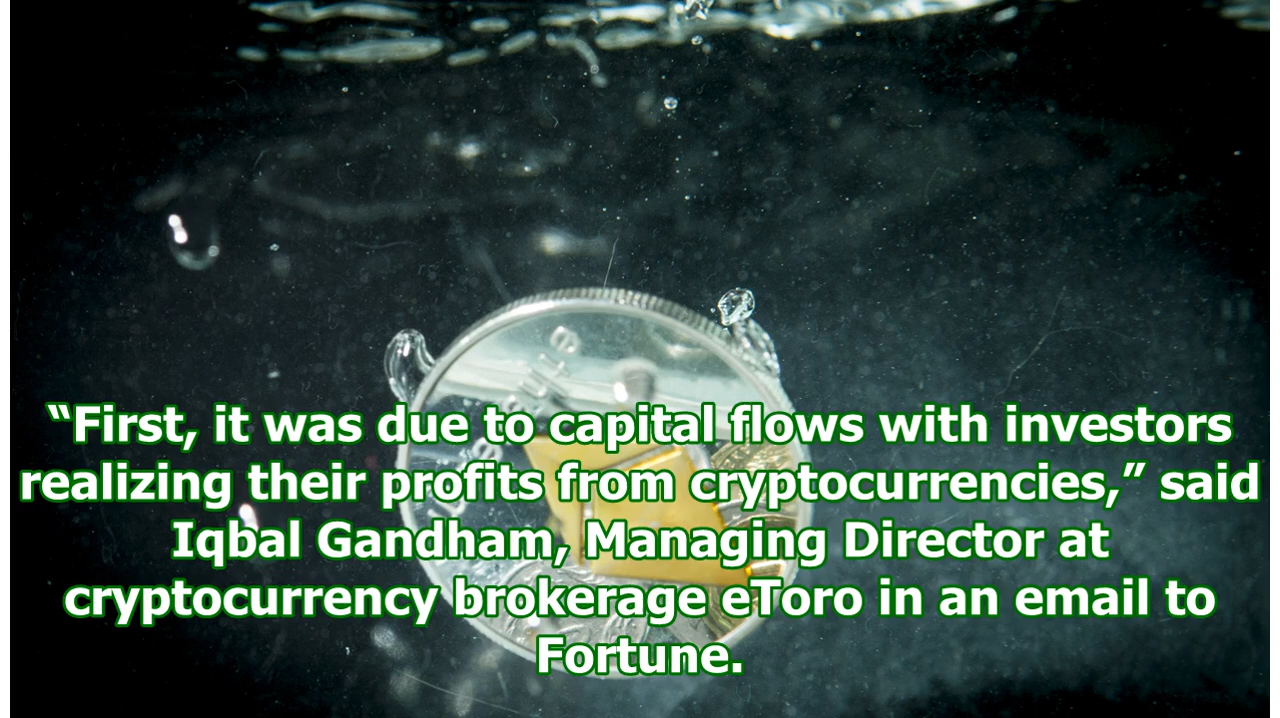 “First, it was due to capital flows with investors
realizing their profits from cryptocurrencies,” said
Iqbal Gandham, Managing Director at
cryptocurrency brokerage eToro in an email to
Fortune.